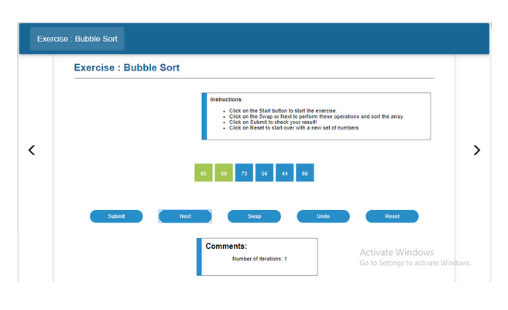 Exercise : Bubble Sort
Exercise : Bubble Sort
Instructions:
Click on the Start button to start the exercise.
Click on the Swap or Next to perform these operations and sort the array.
Click on Submit to check your result!
Click on Reset to start over with a new set of numbers
73 56 44
Submit Next Swap Undo Reset
Comments:
Number of iterations: 1
Activate Windows
Go to Settings to activate Windows.